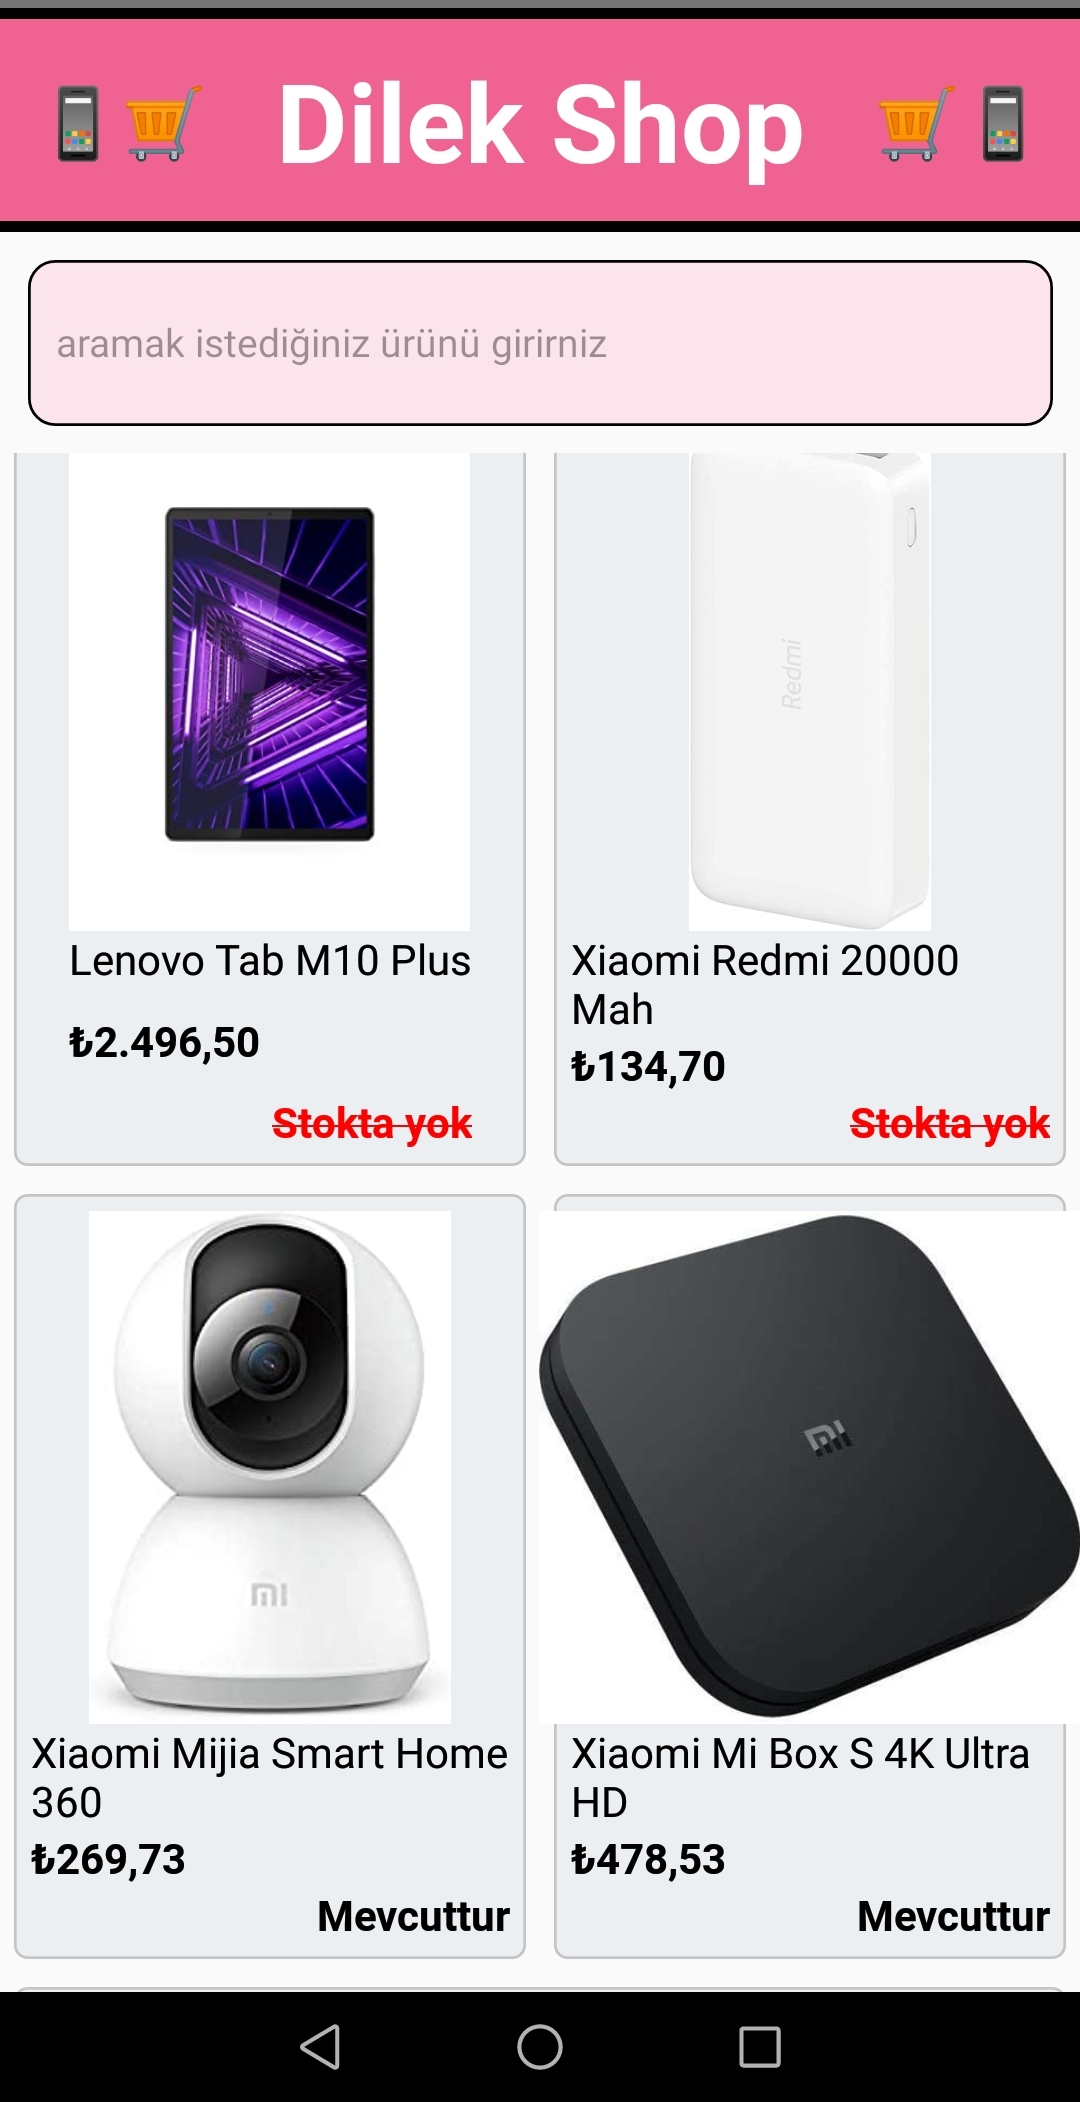 Dilek Shop
aramak istediğiniz ürünü girirniz
Redmi
Lenovo Tab M10 Plus
₺2.496,50
Stokta yok
Xiaomi Redmi 20000
Mah
₺134,70
Stokta yok
mi
Xiaomi Mijia Smart Home
360
₺269,73
Mevcuttur
mi
Xiaomi Mi Box S 4K Ultra
HD
₺478,53
Mevcuttur